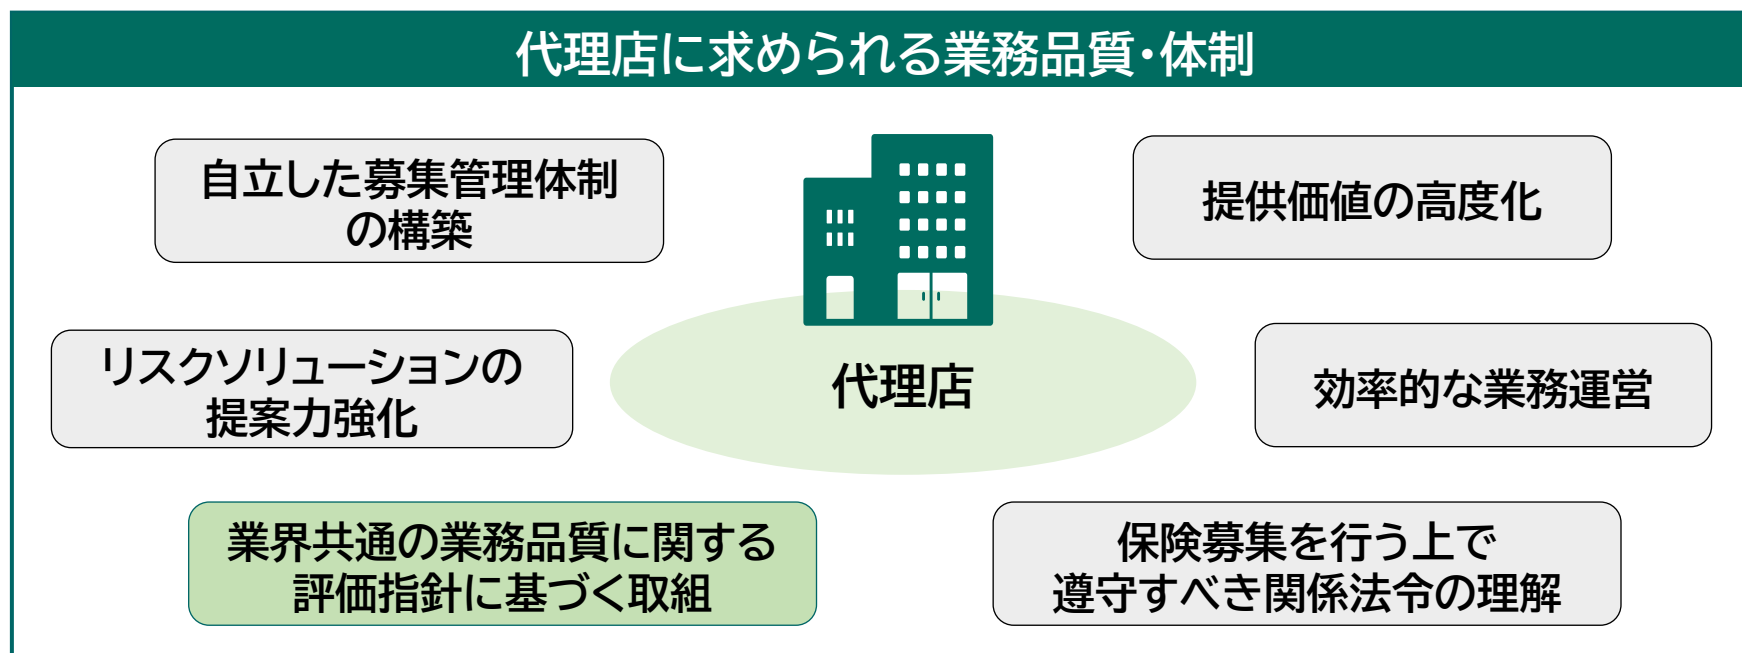 代理店に求められる業務品質・体制
自立した募集管理体制
の構築
提供価値の高度化
リスクソリューションの
提案力強化
代理店
効率的な業務運営
業界共通の業務品質に関する
評価指針に基づく取組
保険募集を行う上で
遵守すべき関係法令の理解